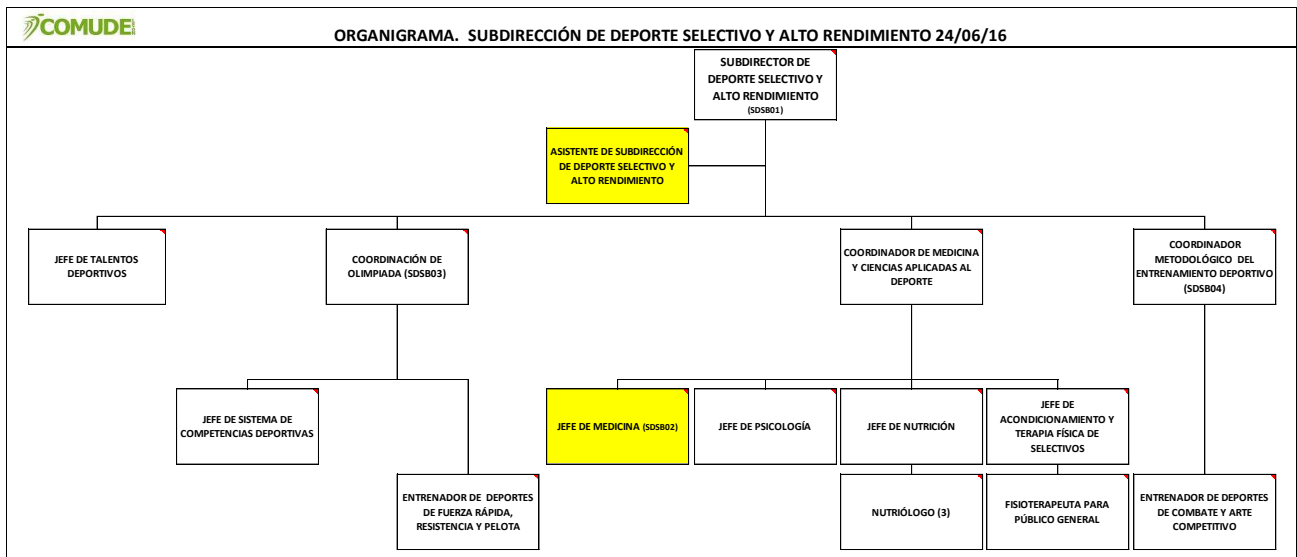 COMUDE
ORGANIGRAMA. SUBDIRECCIÓN DE DEPORTE SELECTIVO Y ALTO RENDIMIENTO 24/06/16
SUBDIRECTOR DE
DEPORTE SELECTIVO Y
ALTO RENDIMIENTO
(SDSB01)
ASISTENTE DE SUBDIRECCIÓN
DE DEPORTE SELECTIVO Y
ALTO RENDIMIENTO
JEFE DE TALENTOS
DEPORTIVOS
COORDINACIÓN DE
OLIMPIADA (SDSB03)
COORDINADOR DE MEDICINA
Y CIENCIAS APLICADAS AL
DEPORTE
COORDINADOR
METODOLÓGICO DEL
ENTRENAMIENTO DEPORTIVO
(SDSB04)
JEFE DE SISTEMA DE
COMPETENCIAS DEPORTIVAS
JEFE DE MEDICINA (SDSB02)
JEFE DE PSICOLOGÍA
JEFE DE NUTRICIÓN
JEFE DE
ACONDICIONAMIENTO Y
TERAPIA FÍSICA DE
SELECTIVOS
ENTRENADOR DE DEPORTES
DE FUERZA RÁPIDA,
RESISTENCIA Y PELOTA
NUTRIÓLOGO (3)
FISIOTERAPEUTA PARA
PÚBLICO GENERAL
ENTRENADOR DE DEPORTES
DE COMBATE Y ARTE
COMPETITIVO